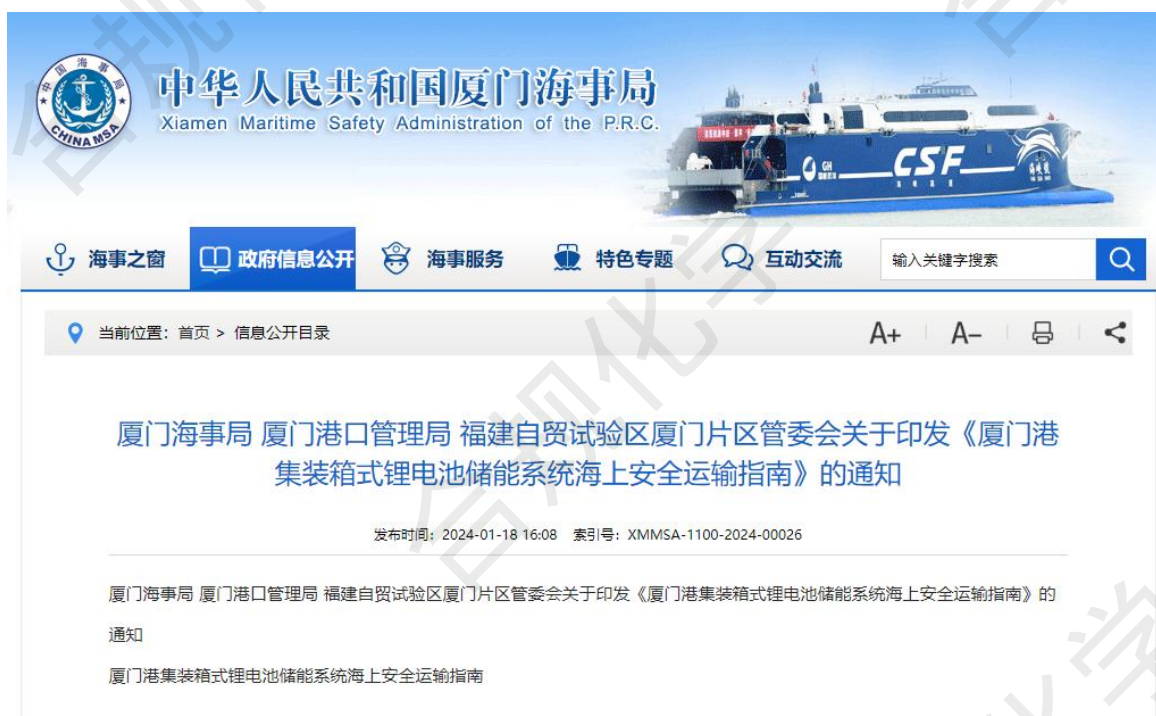 中国海事局
CHINA MSA
中华人民共和国厦门海事局
Xiamen Maritime Safety Administration of the P.R.C.
GH
CSF
海事之窗
政府信息公开
海事服务
特色专题
互动交流
输入关键字搜索
当前位置：首页 > 信息公开目录
A+
A-
厦门海事局 厦门港口管理局 福建自贸试验区厦门片区管委会关于印发《厦门港
集装箱式锂电池储能系统海上安全运输指南》的通知
发布时间：2024-01-18 16:08 索引号：XMMSA-1100-2024-00026
厦门海事局 厦门港口管理局 福建自贸试验区厦门片区管委会关于印发《厦门港集装箱式锂电池储能系统海上安全运输指南》的
通知
厦门港集装箱式锂电池储能系统海上安全运输指南
合规化学